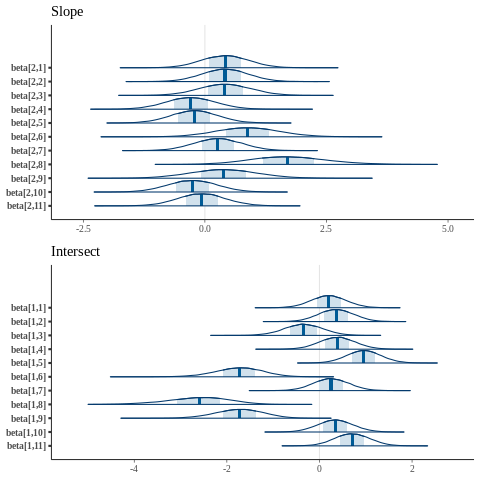 Slope
beta[2,1]
beta[2,2]
beta[2,3]
beta[2,4]
beta[2,5]
beta[2,6]
beta[2,7]
beta[2,8]
beta[2,9]
beta[2,10]
beta[2,11]
-2.5 0.0 2.5 5.0
Intersect
beta[1,1]
beta[1,2]
beta[1,3]
beta[1,4]
beta[1,5]
beta[1,6]
beta[1,7]
beta[1,8]
beta[1,9]
beta[1,10]
beta[1,11]
-4 -2 0 2